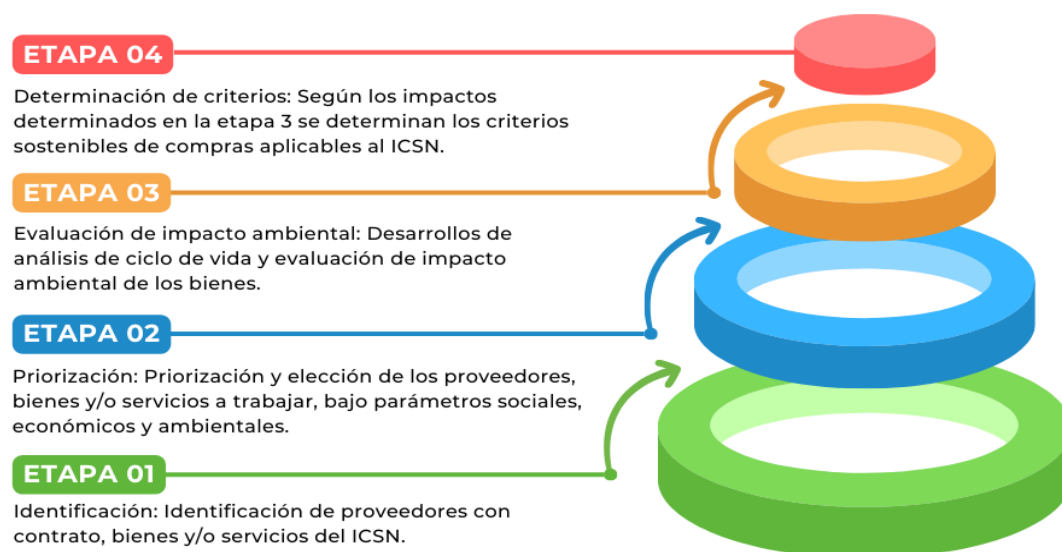 ETAPA 04
Determinación de criterios: Según los impactos
determinados en la etapa 3 se determinan los criterios
sostenibles de compras aplicables al ICSN.
ETAPA 03
Evaluación de impacto ambiental: Desarrollos de
análisis de ciclo de vida y evaluación de impacto
ambiental de los bienes.
ETAPA 02
Priorización: Priorización y elección de los proveedores,
bienes y/o servicios a trabajar, bajo parámetros sociales,
económicos y ambientales.
ETAPA 01
Identificación: Identificación de proveedores con
contrato, bienes y/o servicios del ICSN.